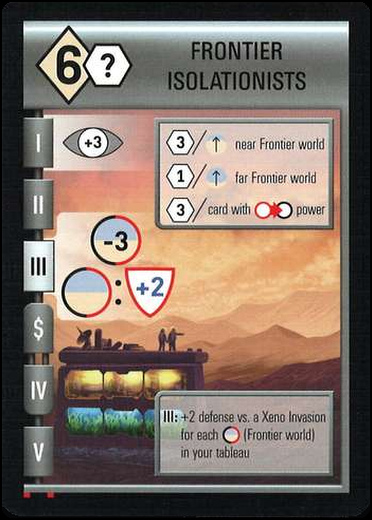 6 ?
FRONTIER
ISOLATIONISTS
I
+3
3 / ↑ near Frontier world
1 / ↑ far Frontier world
3 / card with power
II
-3
III
: +2
$
IV
III: +2 defense vs. a Xeno Invasion
for each (Frontier world)
in your tableau
V